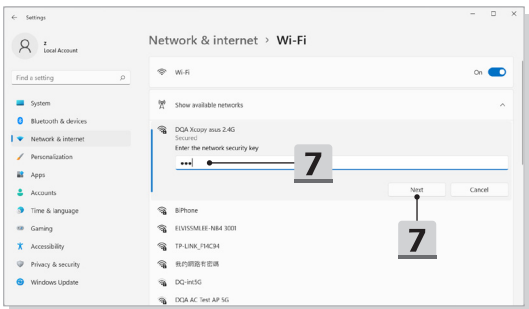 Settings
z
Local Account
Find a setting
System
Bluetooth & devices
Network & internet
Personalization
Apps
Accounts
Time & language
Gaming
Accessibility
Privacy & security
Windows Update
Network & internet › Wi-Fi
Wi-Fi
On
Show available networks
DQA Xcopy asus 2.4G
Secured
Enter the network security key
•••
7
Next
Cancel
7
BiPhone
ELVISSMLEE-NB4 3001
TP-LINK_F14C94
我的網路有密碼
DQ-int5G
DQA AC Test AP 5G